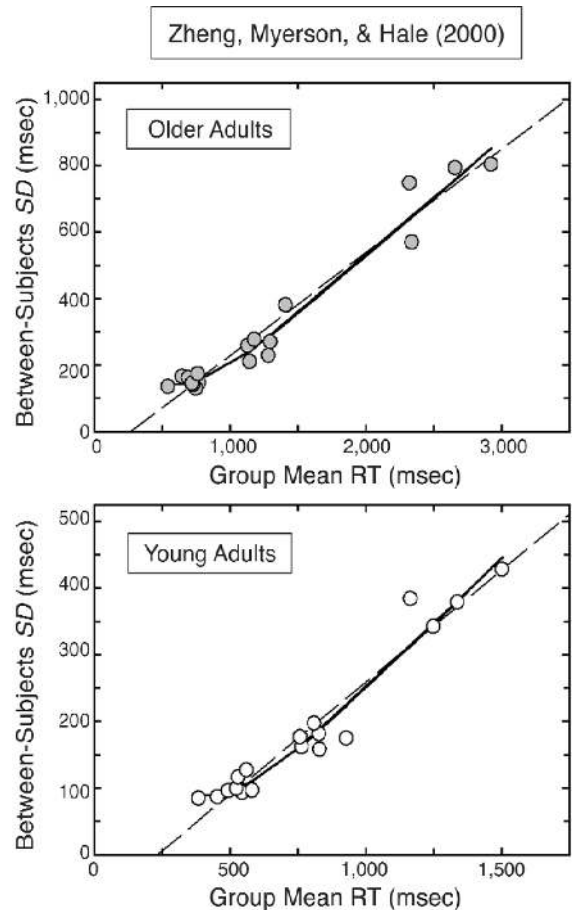 Zheng, Myerson, & Hale (2000)
Older Adults
Between-Subjects SD (msec)
1,000
800
600
400
200
0
0 1,000 2,000 3,000
Group Mean RT (msec)
Young Adults
Between-Subjects SD (msec)
500
400
300
200
100
0
500 1,000 1,500
Group Mean RT (msec)